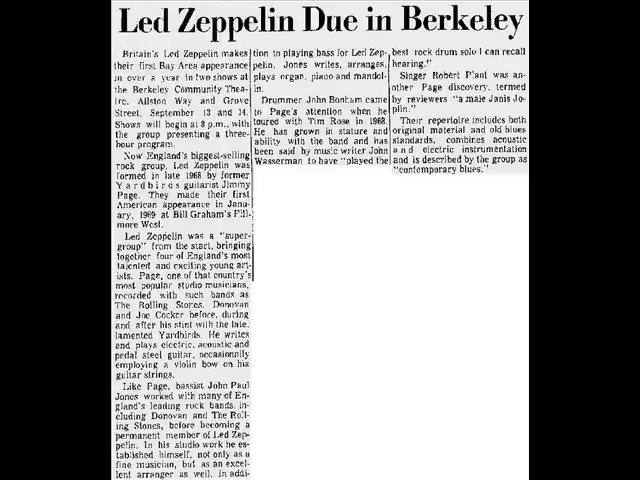 Led Zeppelin Due in Berkeley
Britain's Led Zeppelin makes
their first Bay Area appearance
in over a year in two shows at
the Berkeley Community Thea-
tre, Allston Way and Grove
Street, September 13 and 14.
Shows will begin at 8 p.m., with
the group presenting a three-
hour program.
Now England's biggest-selling
rock group, Led Zeppelin was
formed in late 1968 by former
Yardbirds guitarist Jimmy
Page. They made their first
American appearance in Janu-
ary, 1969 at Bill Graham's Fill-
more West.
Led Zeppelin was a "super-
group" from the start, bringing
together four of England's most
talented and exciting young art-
ists. Page, one of that country's
most popular studio musicians,
recorded with such bands as
The Rolling Stones, Donovan
and Joe Cocker before, during
and after his stint with the late,
lamented Yardbirds. He writes
and plays electric, acoustic and
pedal steel guitar, occasionally
employing a violin bow on his
guitar strings.
Like Page, bassist John Paul
Jones worked with many of En-
gland's leading rock bands, in-
cluding Donovan and The Roll-
ing Stones, before becoming a
permanent member of Led Zep-
pelin. In his studio work he es-
tablished himself, not only as a
fine musician, but as an excel-
lent arranger as well. In addi-
tion to playing bass for Led Zep-
pelin, Jones writes, arranges,
plays organ, piano and mandol-
in.
Drummer John Bonham came
to Page's attention when he
toured with Tim Rose in 1968.
He has grown in stature and
ability with the band and has
been said by music writer John
Wasserman to have "played the
best rock drum solo I can recall
hearing."
Singer Robert Plant was an-
other Page discovery, termed
by reviewers "a male Janis Jo-
plin."
Their repertoire includes both
original material and old blues
standards, combines acoustic
and electric instrumentation
and is described by the group as
"contemporary blues."